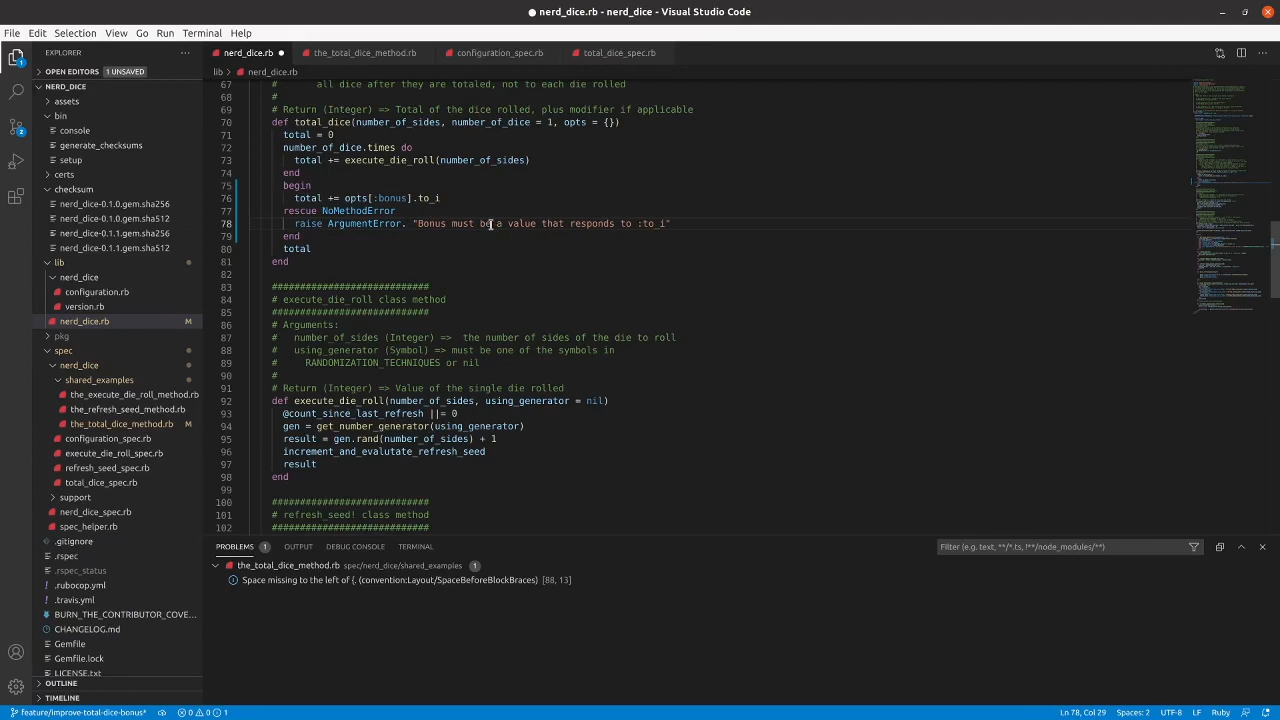 nerd_dice.rb - nerd_dice - Visual Studio Code
File Edit Selection View Go Run Terminal Help
EXPLORER
nerd_dice.rb
the_total_dice_method.rb
configuration_spec.rb
total_dice_spec.rb
OPEN EDITORS 1 UNSAVED
NERD_DICE
assets
bin
console
generate_checksums
setup
certs
checksum
nerd_dice-0.1.0.gem.sha256
nerd_dice-0.1.0.gem.sha512
nerd_dice-0.1.1.gem.sha256
nerd_dice-0.1.1.gem.sha512
lib
nerd_dice
configuration.rb
version.rb
nerd_dice.rb M
pkg
spec
nerd_dice
shared_examples
the_execute_die_roll_method.rb
the_refresh_seed_method.rb
the_total_dice_method.rb
configuration_spec.rb
execute_die_roll_spec.rb
refresh_seed_spec.rb
total_dice_spec.rb
support
nerd_dice_spec.rb
spec_helper.rb
.gitignore
.rspec
.rspec_status
.rubocop.yml
.travis.yml
BURN_THE_CONTRIBUTOR_COVE...
CHANGELOG.md
Gemfile
Gemfile.lock
LICENSE.txt
OUTLINE
TIMELINE
lib > nerd_dice.rb
67 # all dice after they are totaled, not to each die rolled
68 #
69 # Return (Integer) => Total of the dice rolled, plus modifier if applicable
70 def total_dice(number_of_sides, number_of_dice = 1, opts = {})
71 total = 0
72 number_of_dice.times do
73 total += execute_die_roll(number_of_sides)
74 end
75 begin
76 total += opts[:bonus].to_i
77 rescue NoMethodError
78 raise ArgumentError. "Bonus must be a value that responds to :to_i"
79 end
80 total
81 end
82
83 ###########################
84 # execute_die_roll class method
85 ###########################
86 # Arguments:
87 # number_of_sides (Integer) => the number of sides of the die to roll
88 # using_generator (Symbol) => must be one of the symbols in
89 # RANDOMIZATION_TECHNIQUES or nil
90 #
91 # Return (Integer) => Value of the single die rolled
92 def execute_die_roll(number_of_sides, using_generator = nil)
93 @count_since_last_refresh ||= 0
94 gen = get_number_generator(using_generator)
95 result = gen.rand(number_of_sides) + 1
96 increment_and_evalutate_refresh_seed
97 result
98 end
99
100 ###########################
101 # refresh_seed! class method
102 ###########################
PROBLEMS 1 OUTPUT DEBUG CONSOLE TERMINAL
Filter (e.g. text, **/*.ts, !**/node_modules/**)
the_total_dice_method.rb spec/nerd_dice/shared_examples 1
Space missing to the left of {. (convention:Layout/SpaceBeforeBlockBraces) [88, 13]
feature/improve-total-dice-bonus* 0 0 1
Ln 78, Col 29 Spaces: 2 UTF-8 LF Ruby